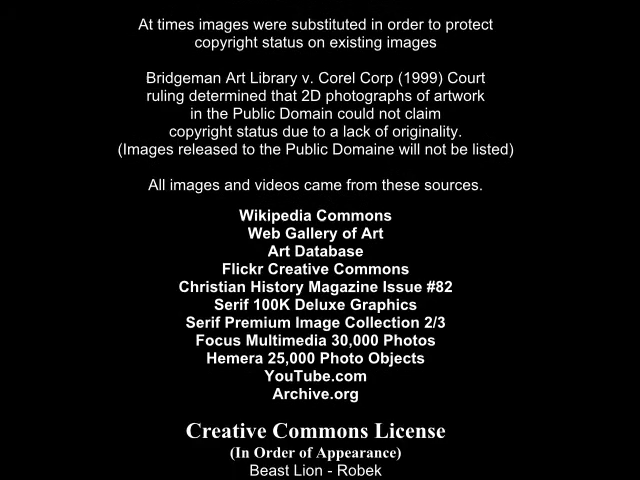 At times images were substituted in order to protect
copyright status on existing images
Bridgeman Art Library v. Corel Corp (1999) Court
ruling determined that 2D photographs of artwork
in the Public Domain could not claim
copyright status due to a lack of originality.
(Images released to the Public Domaine will not be listed)
All images and videos came from these sources.
Wikipedia Commons
Web Gallery of Art
Art Database
Flickr Creative Commons
Christian History Magazine Issue #82
Serif 100K Deluxe Graphics
Serif Premium Image Collection 2/3
Focus Multimedia 30,000 Photos
Hemera 25,000 Photo Objects
YouTube.com
Archive.org
Creative Commons License
(In Order of Appearance)
Beast Lion - Robek